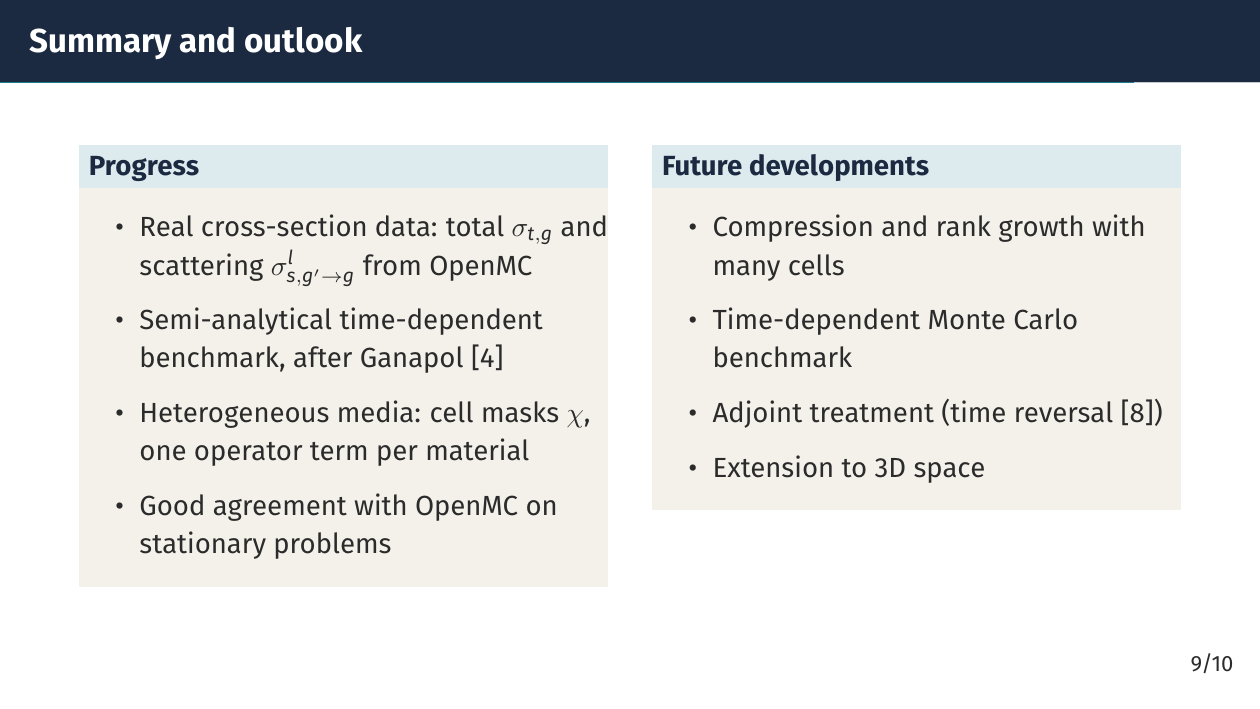 Summary and outlook
Progress
• Real cross-section data: total σ_{t,g} and
scattering σ^l_{s,g′→g} from OpenMC
• Semi-analytical time-dependent
benchmark, after Ganapol [4]
• Heterogeneous media: cell masks χ,
one operator term per material
• Good agreement with OpenMC on
stationary problems
Future developments
• Compression and rank growth with
many cells
• Time-dependent Monte Carlo
benchmark
• Adjoint treatment (time reversal [8])
• Extension to 3D space
9/10